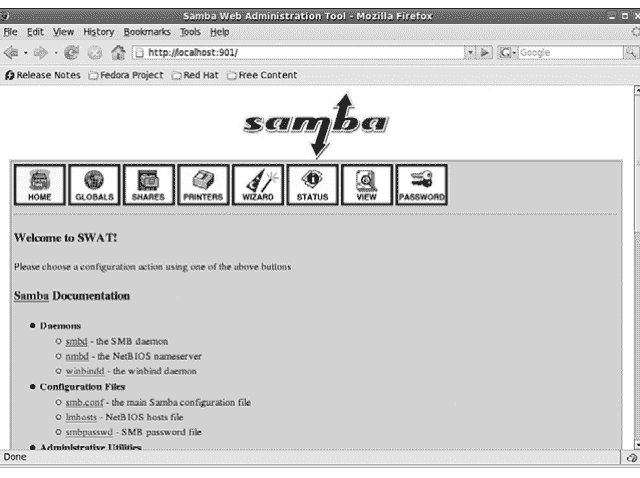 Samba Web Administration Tool - Mozilla Firefox
File Edit View History Bookmarks Tools Help
http://localhost:901/ Google
Release Notes Fedora Project Red Hat Free Content
samba
HOME GLOBALS SHARES PRINTERS WIZARD STATUS VIEW PASSWORD
Welcome to SWAT!
Please choose a configuration action using one of the above buttons
Samba Documentation
Daemons
smbd - the SMB daemon
nmbd - the NetBIOS nameserver
winbindd - the winbind daemon
Configuration Files
smb.conf - the main Samba configuration file
lmhosts - NetBIOS hosts file
smbpasswd - SMB password file
Administrative Utilities
Done